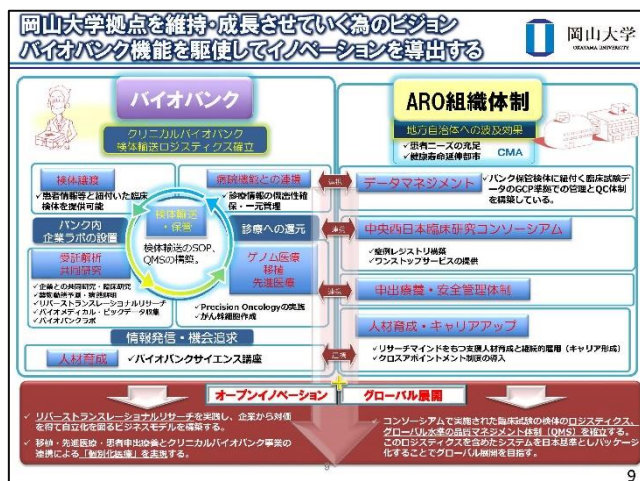 岡山大学拠点を維持・成長させていく為のビジョン
バイオバンク機能を駆使してイノベーションを導出する
岡山大学
OKAYAMA UNIVERSITY
バイオバンク
クリニカルバイオバンク
検体輸送ロジスティクス確立
検体譲渡
✓患者情報等と紐付いた臨床
検体を提供可能
病院機能との連携
✓診療情報の機密性確
保・一元管理
バンク内
企業ラボの設置
検体輸送
・保管
検体輸送のSOP、
QMSの構築。
診療への還元
受託解析
共同研究
✓企業との共同研究・臨床研究
✓リバーストランスレーショナルリサーチ
✓バイオメディカル・ビックデータ収集
✓バイオバンクラボ
ゲノム医療
移植
先進医療
✓Precision Oncologyの実践
✓がん幹細胞作成
情報発信・機会追求
人材育成
✓バイオバンクサイエンス講座
ARO組織体制
地方自治体への波及効果
✓患者ニーズの充足
✓健康寿命延伸都市
CMA
連携
データマネジメント
✓バンク保管検体に紐付く臨床試験デー
タのGCP準拠での管理とQC体制
を構築している。
連携
中央西日本臨床研究コンソーシアム
✓症例レジストリ構築
✓ワンストップサービスの提供
連携
申出療養・安全管理体制
連携
人材育成・キャリアアップ
✓リサーチマインドをもつ支援人材育成と継続的雇用（キャリア形成）
✓クロスアポイントメント制度の導入
オープンイノベーション
グローバル展開
✓リバーストランスレーショナルリサーチを実践し、企業から対価
を得て自立化を図るビジネスモデルを構築する。
✓移植・先進医療・患者申出療養とクリニカルバイオバンク事業の
連携による「個別化医療」を実現する。
✓コンソーシアムで実施された臨床試験の検体のロジスティクス、
グローバル水準の品質マネジメント体制（QMS）を確立する。
このロジスティクスを含めたシステムを日本基準としパッケージ
化することでグローバル展開を目指す。
9
9